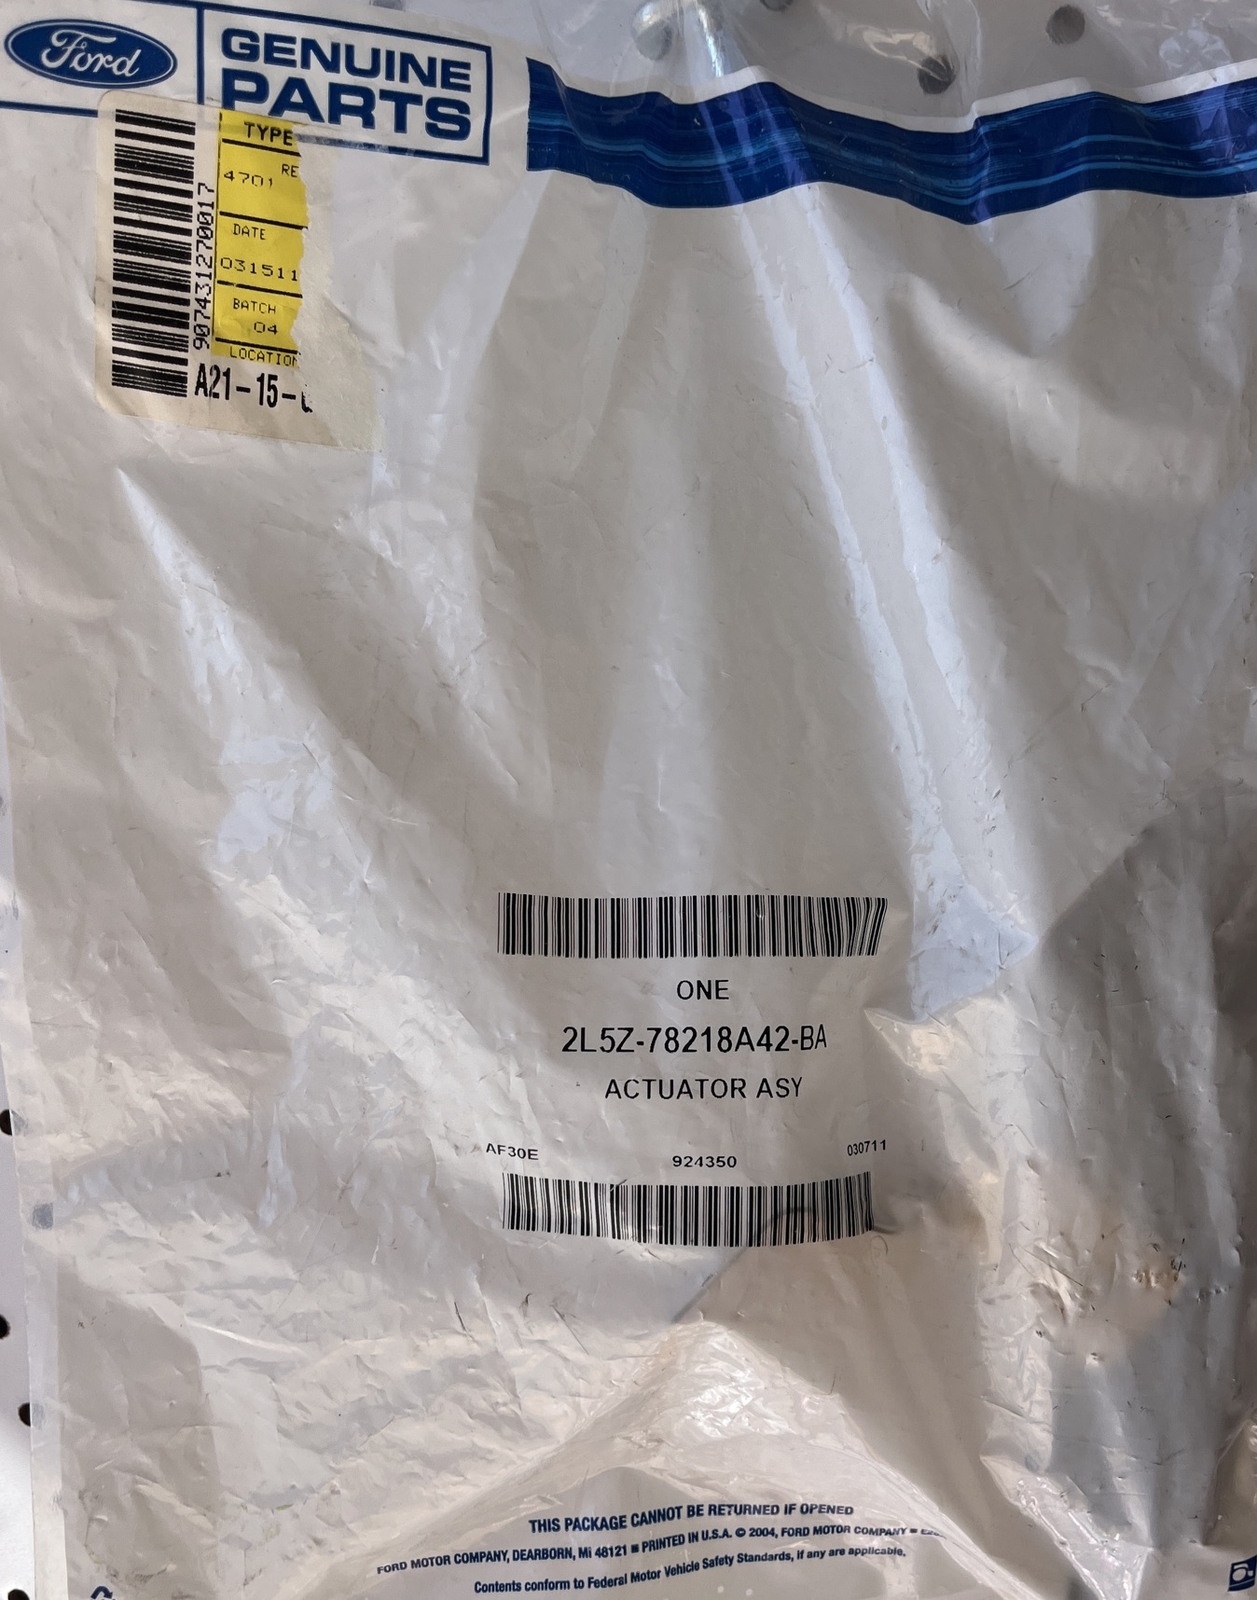 Ford
GENUINE
PARTS
TYPE
RE
4701
DATE
031511
BATCH
04
LOCATION
A21-15-
907431270017
ONE
2L5Z-78218A42-BA
ACTUATOR ASY
AF30E 924350 030711
THIS PACKAGE CANNOT BE RETURNED IF OPENED
FORD MOTOR COMPANY, DEARBORN, MI 48121 ■ PRINTED IN U.S.A. © 2004, FORD MOTOR COMPANY ■
Contents conform to Federal Motor Vehicle Safety Standards, if any are applicable.